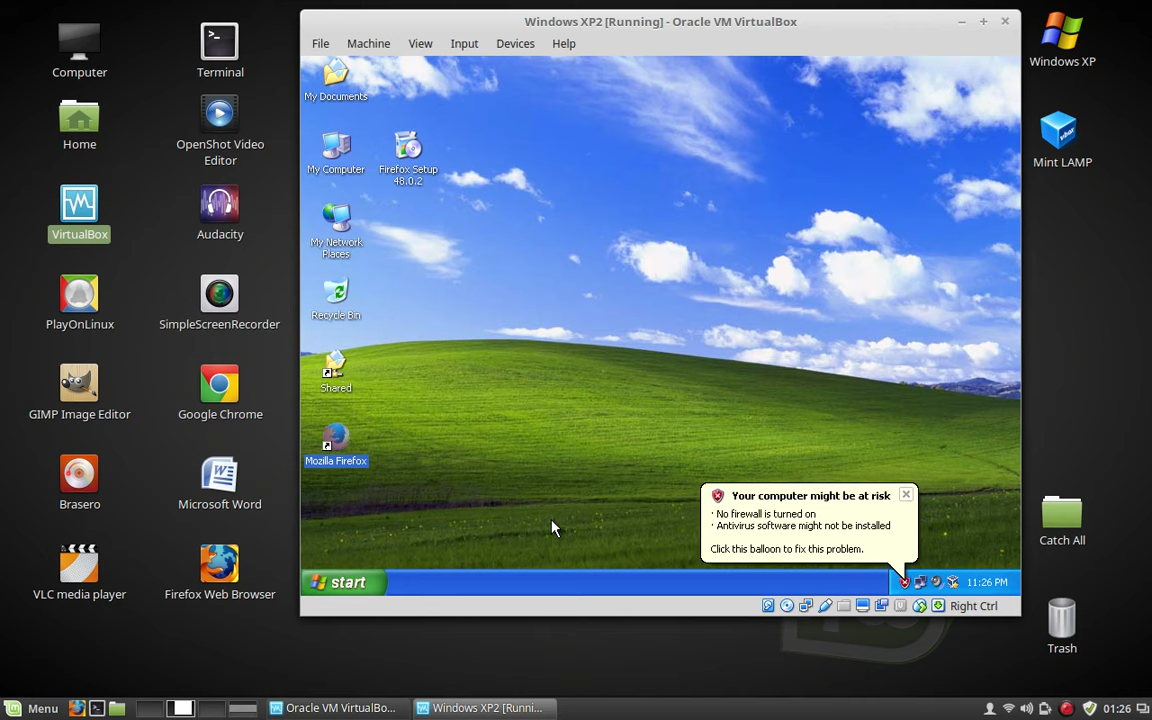 Windows XP2 [Running] - Oracle VM VirtualBox
File Machine View Input Devices Help
Computer
Terminal
Home
OpenShot Video
Editor
VirtualBox
Audacity
PlayOnLinux
SimpleScreenRecorder
GIMP Image Editor
Google Chrome
Brasero
Microsoft Word
VLC media player
Firefox Web Browser
My Documents
My Computer
Firefox Setup
48.0.2
My Network
Places
Recycle Bin
Shared
Mozilla Firefox
Your computer might be at risk
· No firewall is turned on
· Antivirus software might not be installed
Click this balloon to fix this problem.
start
11:26 PM
Right Ctrl
Windows XP
vbox
Mint LAMP
Catch All
Trash
Menu
Oracle VM VirtualBo...
Windows XP2 [Runni...
01:26